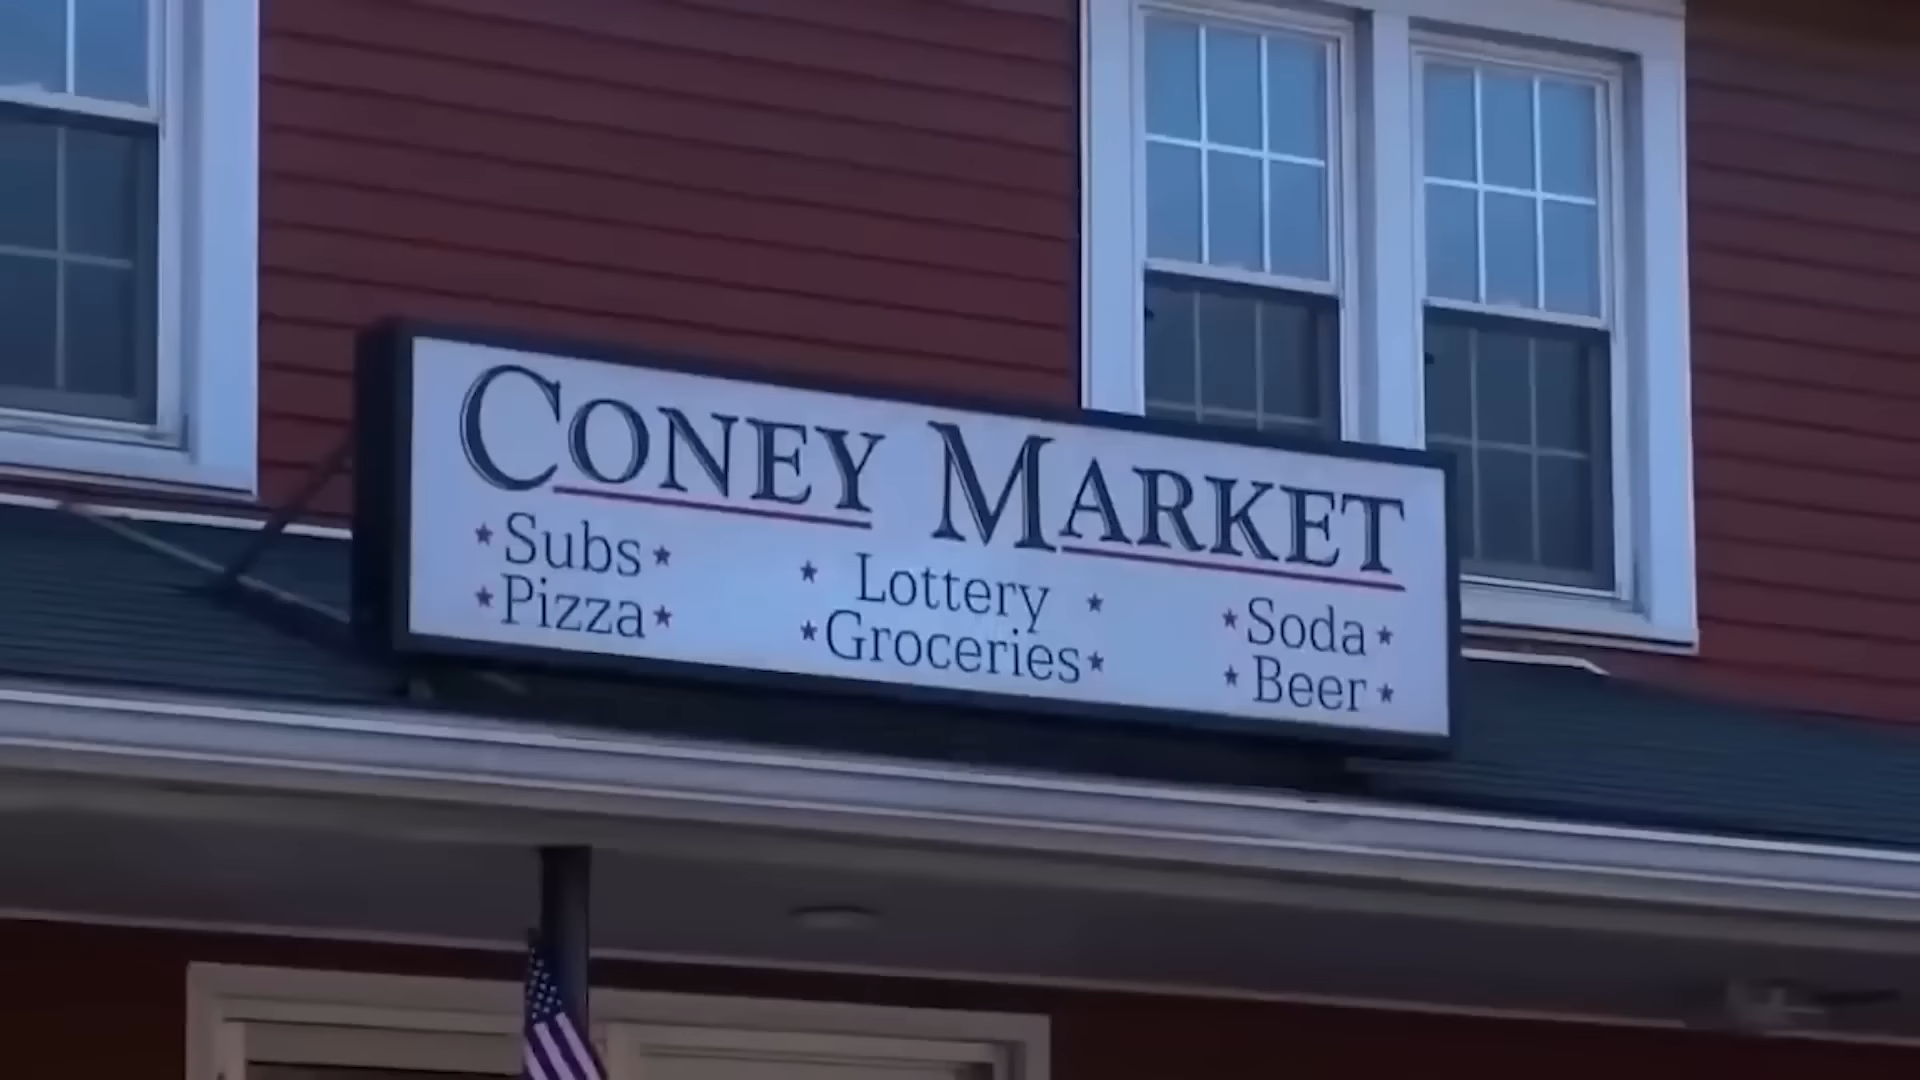 CONEY MARKET
*Subs* * Lottery * *Soda*
*Pizza* *Groceries* *Beer*